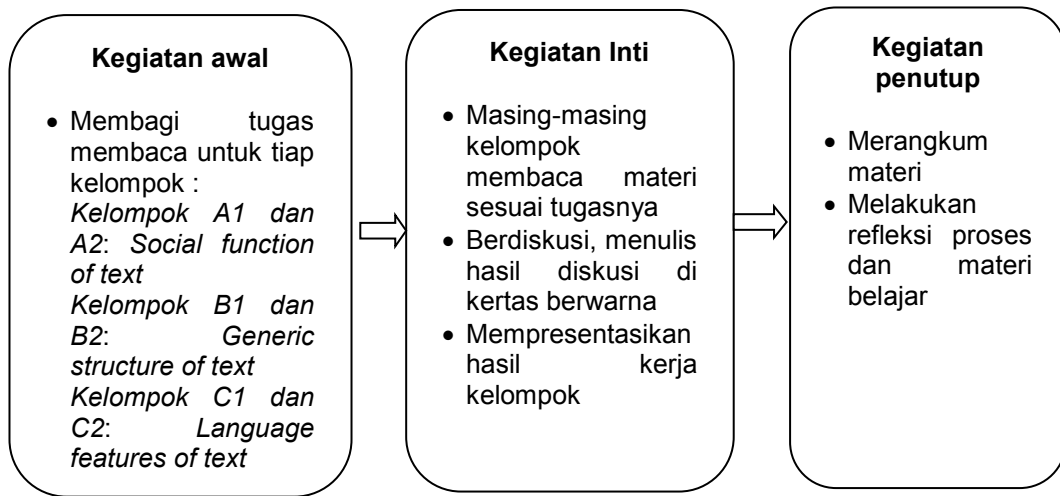 Kegiatan awal
• Membagi tugas
membaca untuk tiap
kelompok :
Kelompok A1 dan
A2: Social function
of text
Kelompok B1 dan
B2: Generic
structure of text
Kelompok C1 dan
C2: Language
features of text
Kegiatan Inti
• Masing-masing
kelompok
membaca materi
sesuai tugasnya
• Berdiskusi, menulis
hasil diskusi di
kertas berwarna
• Mempresentasikan
hasil kerja
kelompok
Kegiatan
penutup
• Merangkum
materi
• Melakukan
refleksi proses
dan materi
belajar